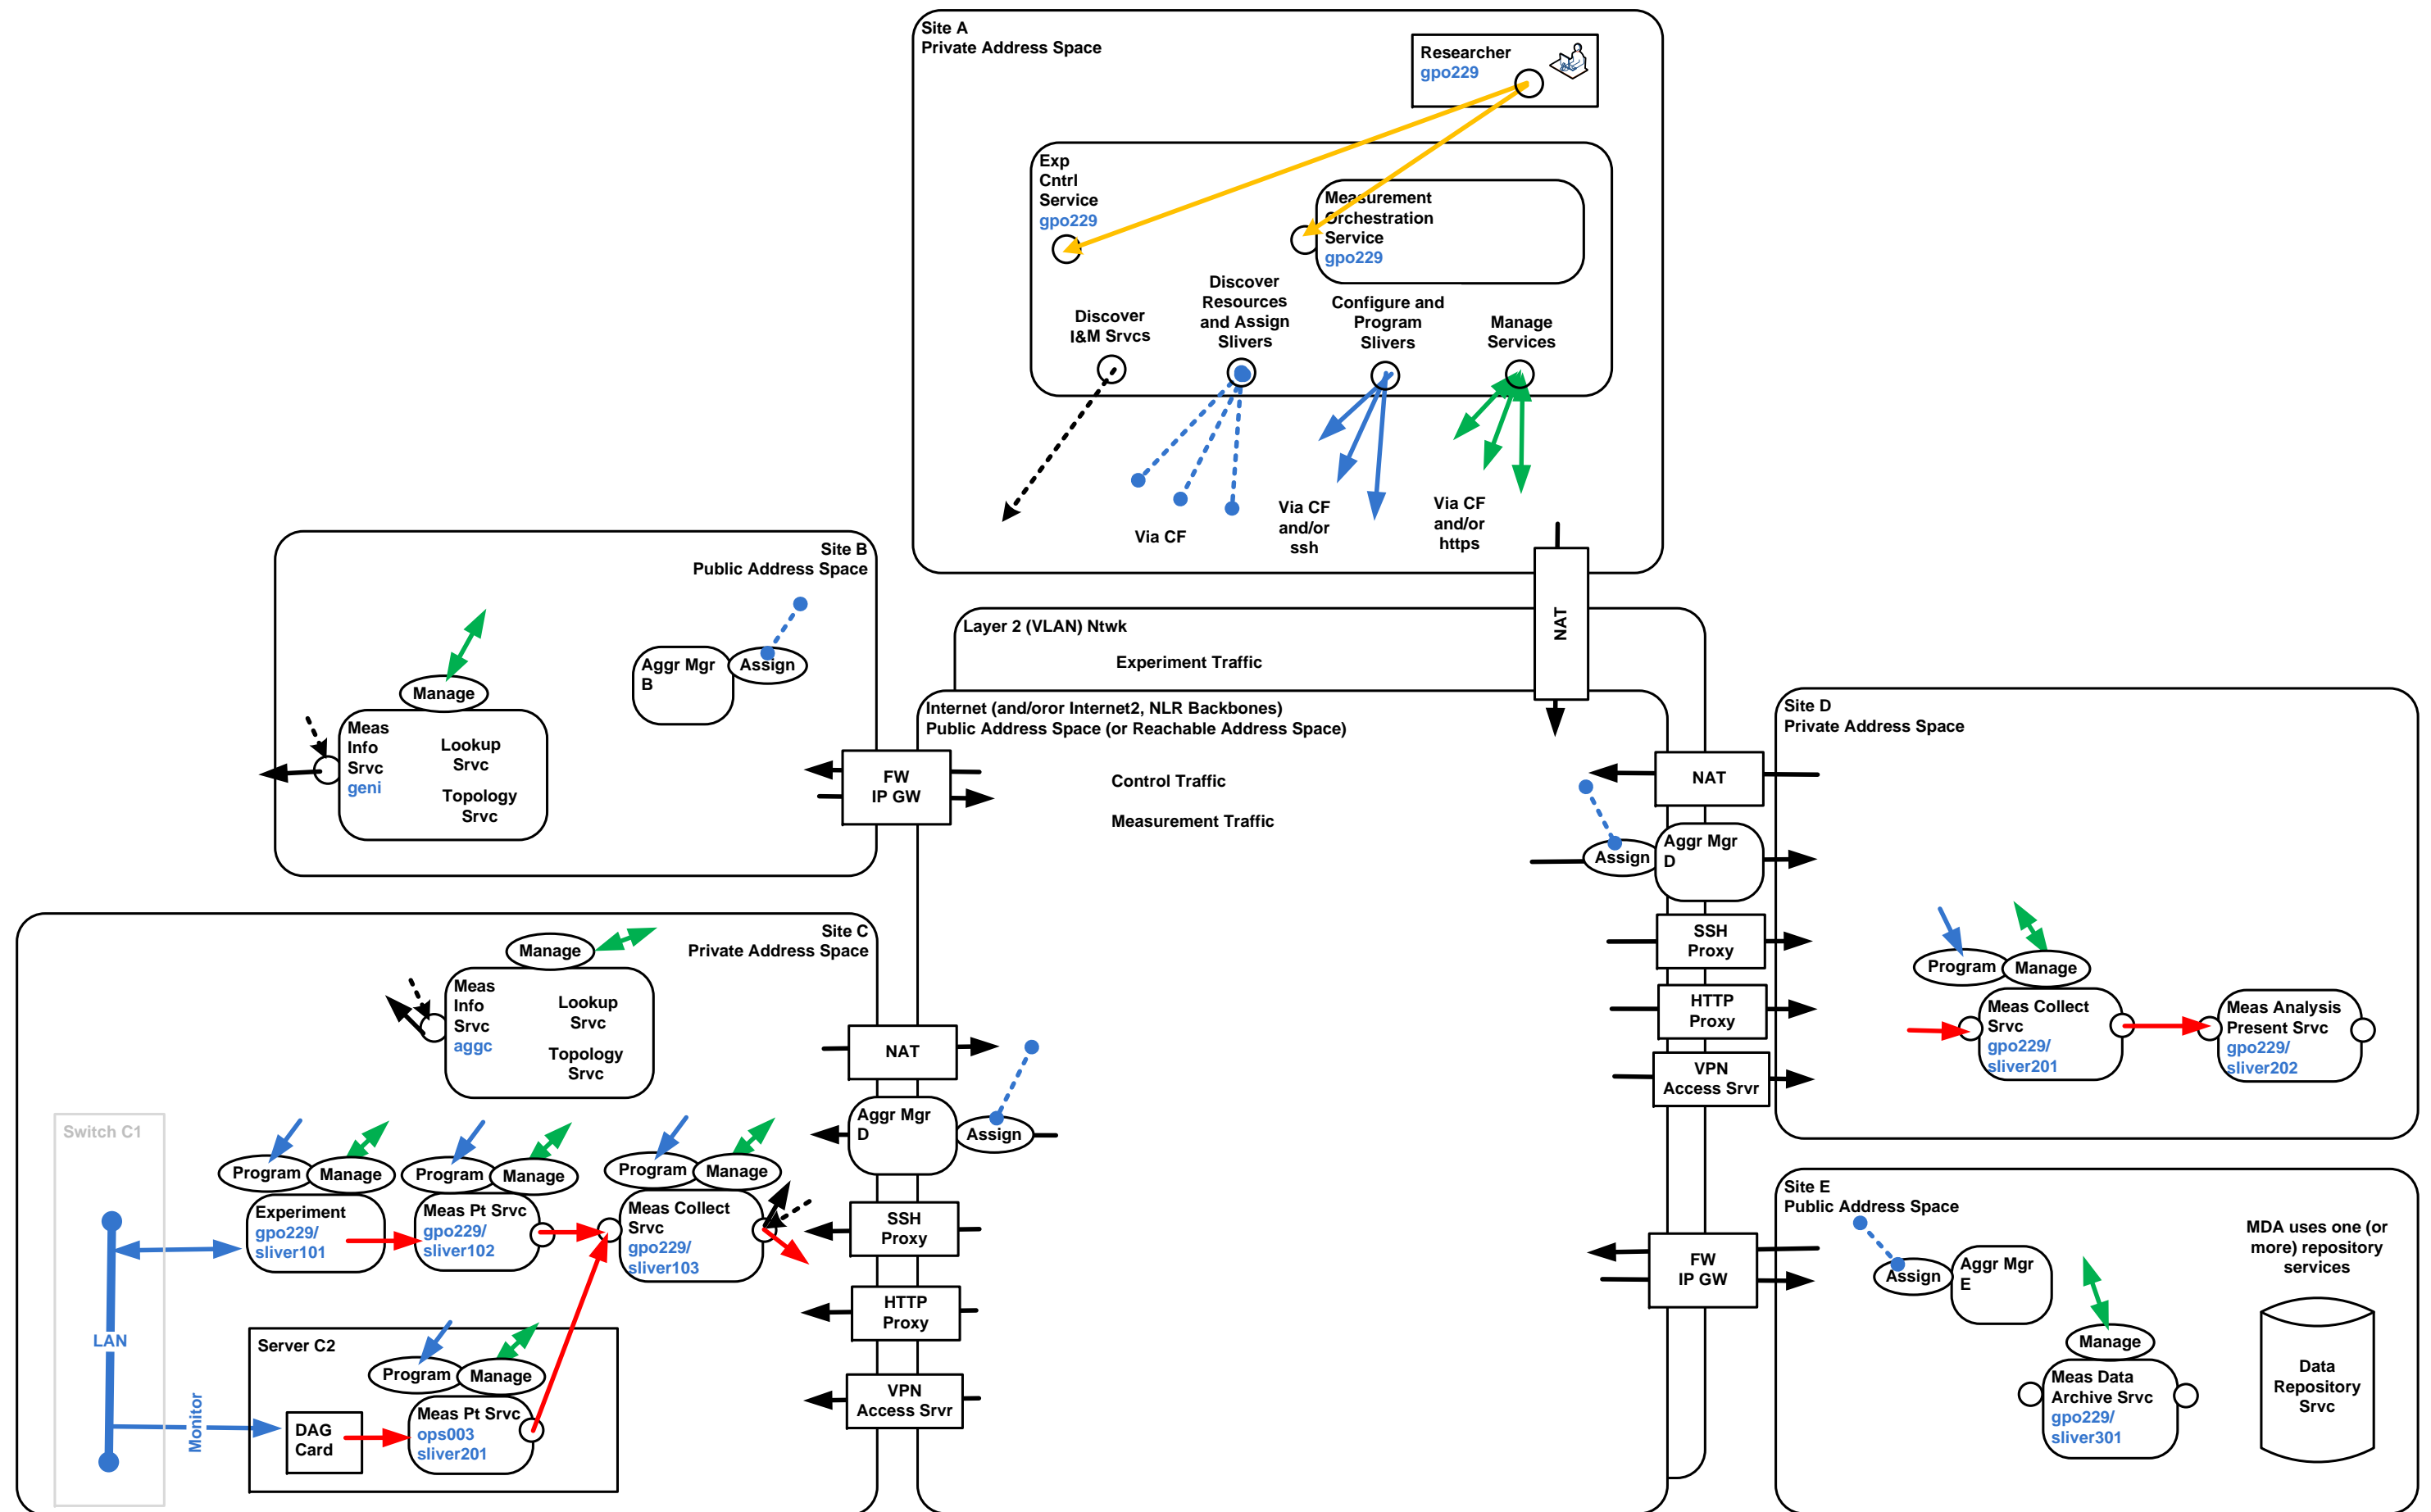 Site A
Private Address Space
Researcher
gpo229
Exp
Cntrl
Service
gpo229
Measurement
Orchestration
Service
gpo229
Discover
I&M Srvcs
Discover
Resources
and Assign
Slivers
Configure and
Program
Slivers
Manage
Services
Via CF
Via CF
and/or
ssh
Via CF
and/or
https
NAT
Site B
Public Address Space
Aggr Mgr
B
Assign
Manage
Meas
Info
Srvc
geni
Lookup
Srvc
Topology
Srvc
FW
IP GW
Layer 2 (VLAN) Ntwk
Experiment Traffic
Internet (and/oror Internet2, NLR Backbones)
Public Address Space (or Reachable Address Space)
Control Traffic
Measurement Traffic
Site D
Private Address Space
NAT
Assign
Aggr Mgr
D
SSH
Proxy
HTTP
Proxy
VPN
Access Srvr
Program
Manage
Meas Collect
Srvc
gpo229/
sliver201
Meas Analysis
Present Srvc
gpo229/
sliver202
Site C
Private Address Space
Manage
Meas
Info
Srvc
aggc
Lookup
Srvc
Topology
Srvc
NAT
Aggr Mgr
D
Assign
SSH
Proxy
HTTP
Proxy
VPN
Access Srvr
Switch C1
LAN
Monitor
Program
Manage
Experiment
gpo229/
sliver101
Program
Manage
Meas Pt Srvc
gpo229/
sliver102
Program
Manage
Meas Collect
Srvc
gpo229/
sliver103
Server C2
Program
Manage
DAG
Card
Meas Pt Srvc
ops003
sliver201
Site E
Public Address Space
FW
IP GW
Assign
Aggr Mgr
E
MDA uses one (or
more) repository
services
Manage
Meas Data
Archive Srvc
gpo229/
sliver301
Data
Repository
Srvc